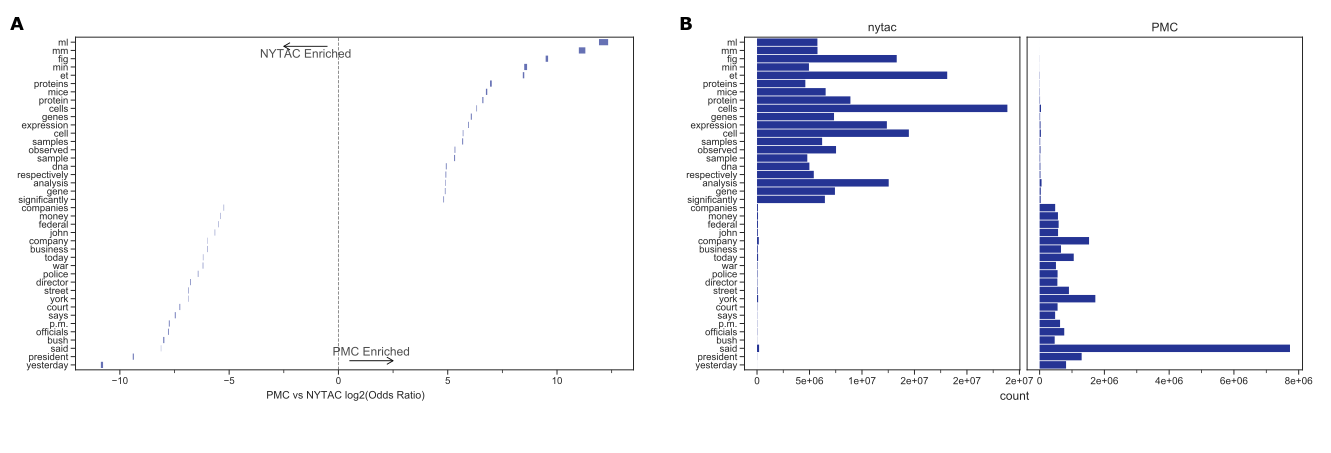 A
ml
mm
fig
min
et
proteins
mice
protein
cells
genes
expression
cell
samples
observed
sample
dna
respectively
analysis
gene
significantly
companies
money
federal
john
company
business
today
war
police
director
street
york
court
says
p.m.
officials
bush
said
president
yesterday
NYTAC Enriched
PMC Enriched
−10 −5 0 5 10
PMC vs NYTAC log2(Odds Ratio)
B
nytac
PMC
ml
mm
fig
min
et
proteins
mice
protein
cells
genes
expression
cell
samples
observed
sample
dna
respectively
analysis
gene
significantly
companies
money
federal
john
company
business
today
war
police
director
street
york
court
says
p.m.
officials
bush
said
president
yesterday
0 5e+06 1e+07 2e+07 2e+07 2e+07
0 2e+06 4e+06 6e+06 8e+06
count